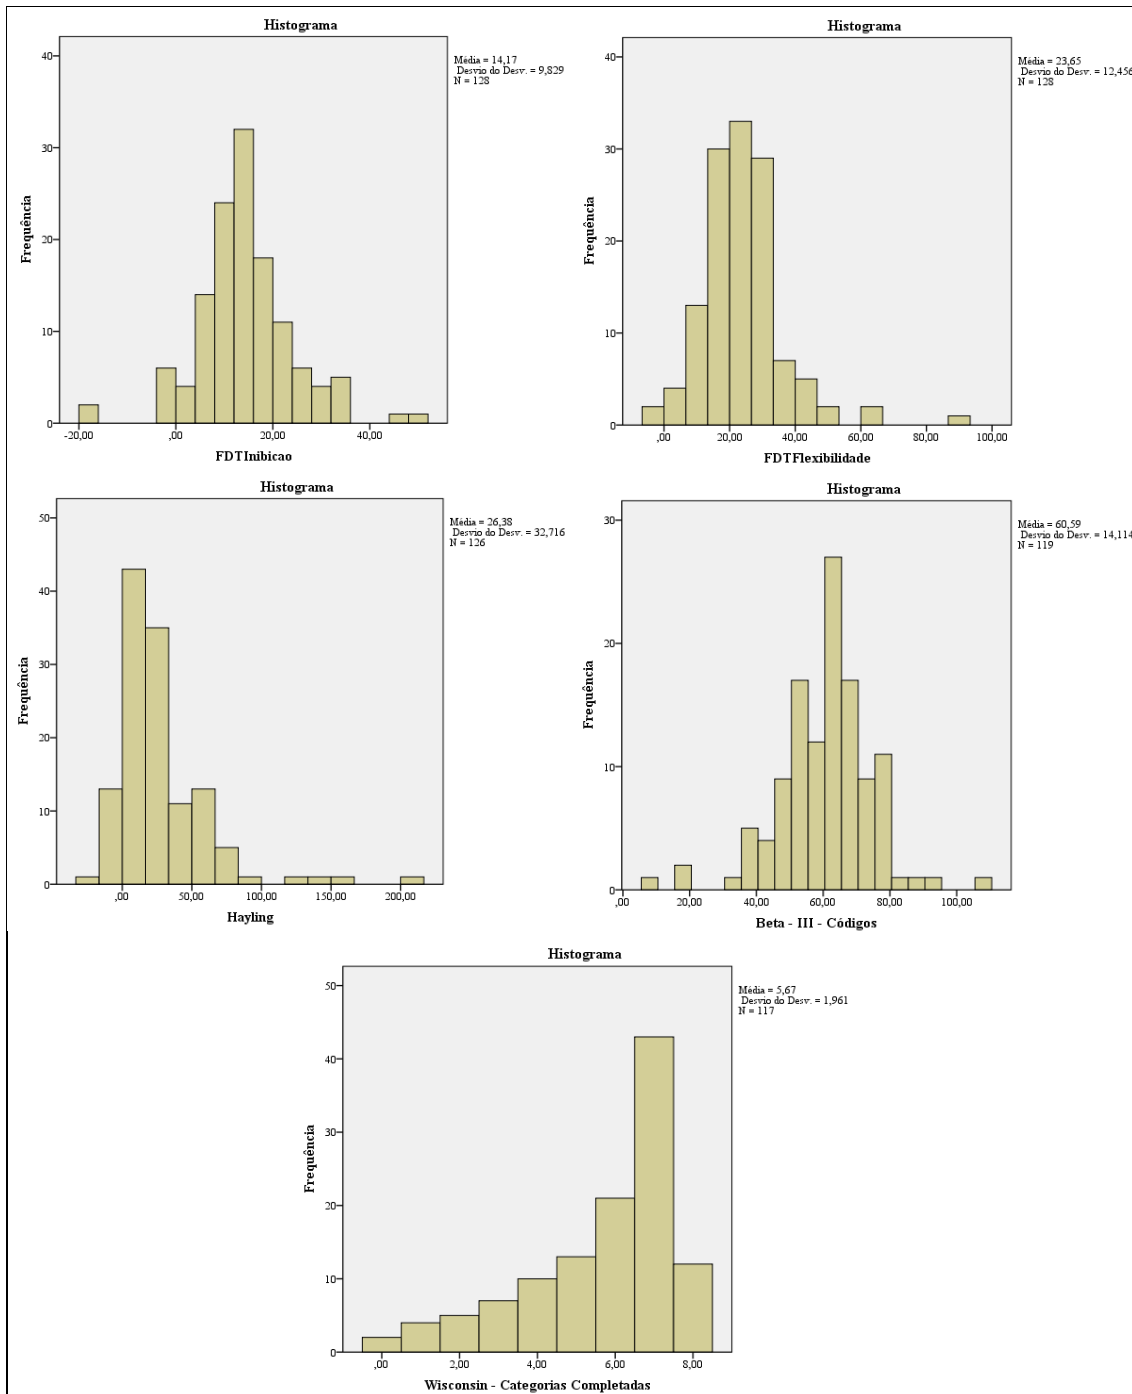 Histograma
Média = 14,17
Desvio do Desv. = 9,829
N = 128
Frequência
40
30
20
10
0
-20,00 ,00 20,00 40,00
FDTInibicao
Histograma
Média = 23,65
Desvio do Desv. = 12,456
N = 128
Frequência
40
30
20
10
0
,00 20,00 40,00 60,00 80,00 100,00
FDTFlexibilidade
Histograma
Média = 26,38
Desvio do Desv. = 32,716
N = 126
Frequência
50
40
30
20
10
0
,00 50,00 100,00 150,00 200,00
Hayling
Histograma
Média = 60,59
Desvio do Desv. = 14,114
N = 119
Frequência
30
20
10
0
,00 20,00 40,00 60,00 80,00 100,00
Beta - III - Códigos
Histograma
Média = 5,67
Desvio do Desv. = 1,961
N = 117
Frequência
50
40
30
20
10
0
,00 2,00 4,00 6,00 8,00
Wisconsin - Categorias Completadas